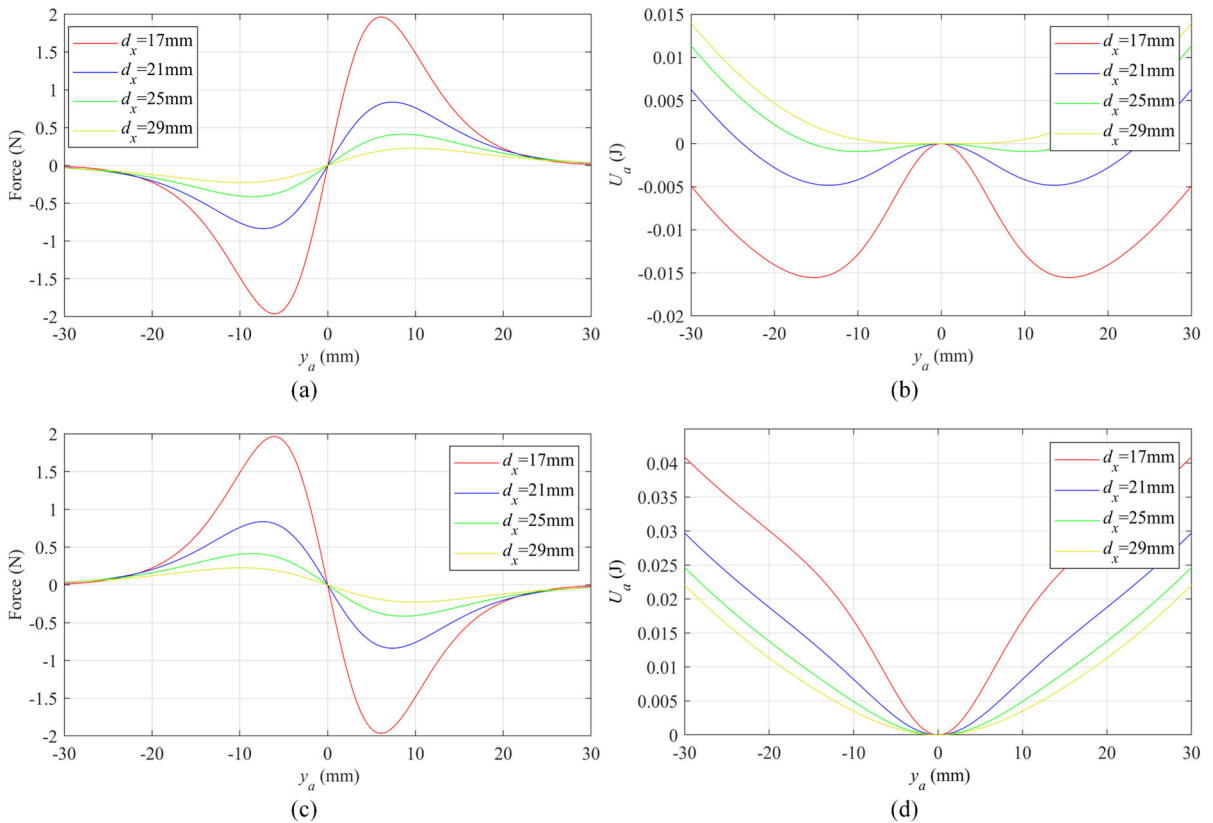 2
1.5
1
0.5
0
-0.5
-1
-1.5
-2
Force (N)
d_x=17mm
d_x=21mm
d_x=25mm
d_x=29mm
-30 -20 -10 0 10 20 30
y_a (mm)
(a)
0.015
0.01
0.005
0
-0.005
-0.01
-0.015
-0.02
U_a (J)
d_x=17mm
d_x=21mm
d_x=25mm
d_x=29mm
-30 -20 -10 0 10 20 30
y_a (mm)
(b)
2
1.5
1
0.5
0
-0.5
-1
-1.5
-2
Force (N)
d_x=17mm
d_x=21mm
d_x=25mm
d_x=29mm
-30 -20 -10 0 10 20 30
y_a (mm)
(c)
0.04
0.035
0.03
0.025
0.02
0.015
0.01
0.005
0
U_a (J)
d_x=17mm
d_x=21mm
d_x=25mm
d_x=29mm
-30 -20 -10 0 10 20 30
y_a (mm)
(d)